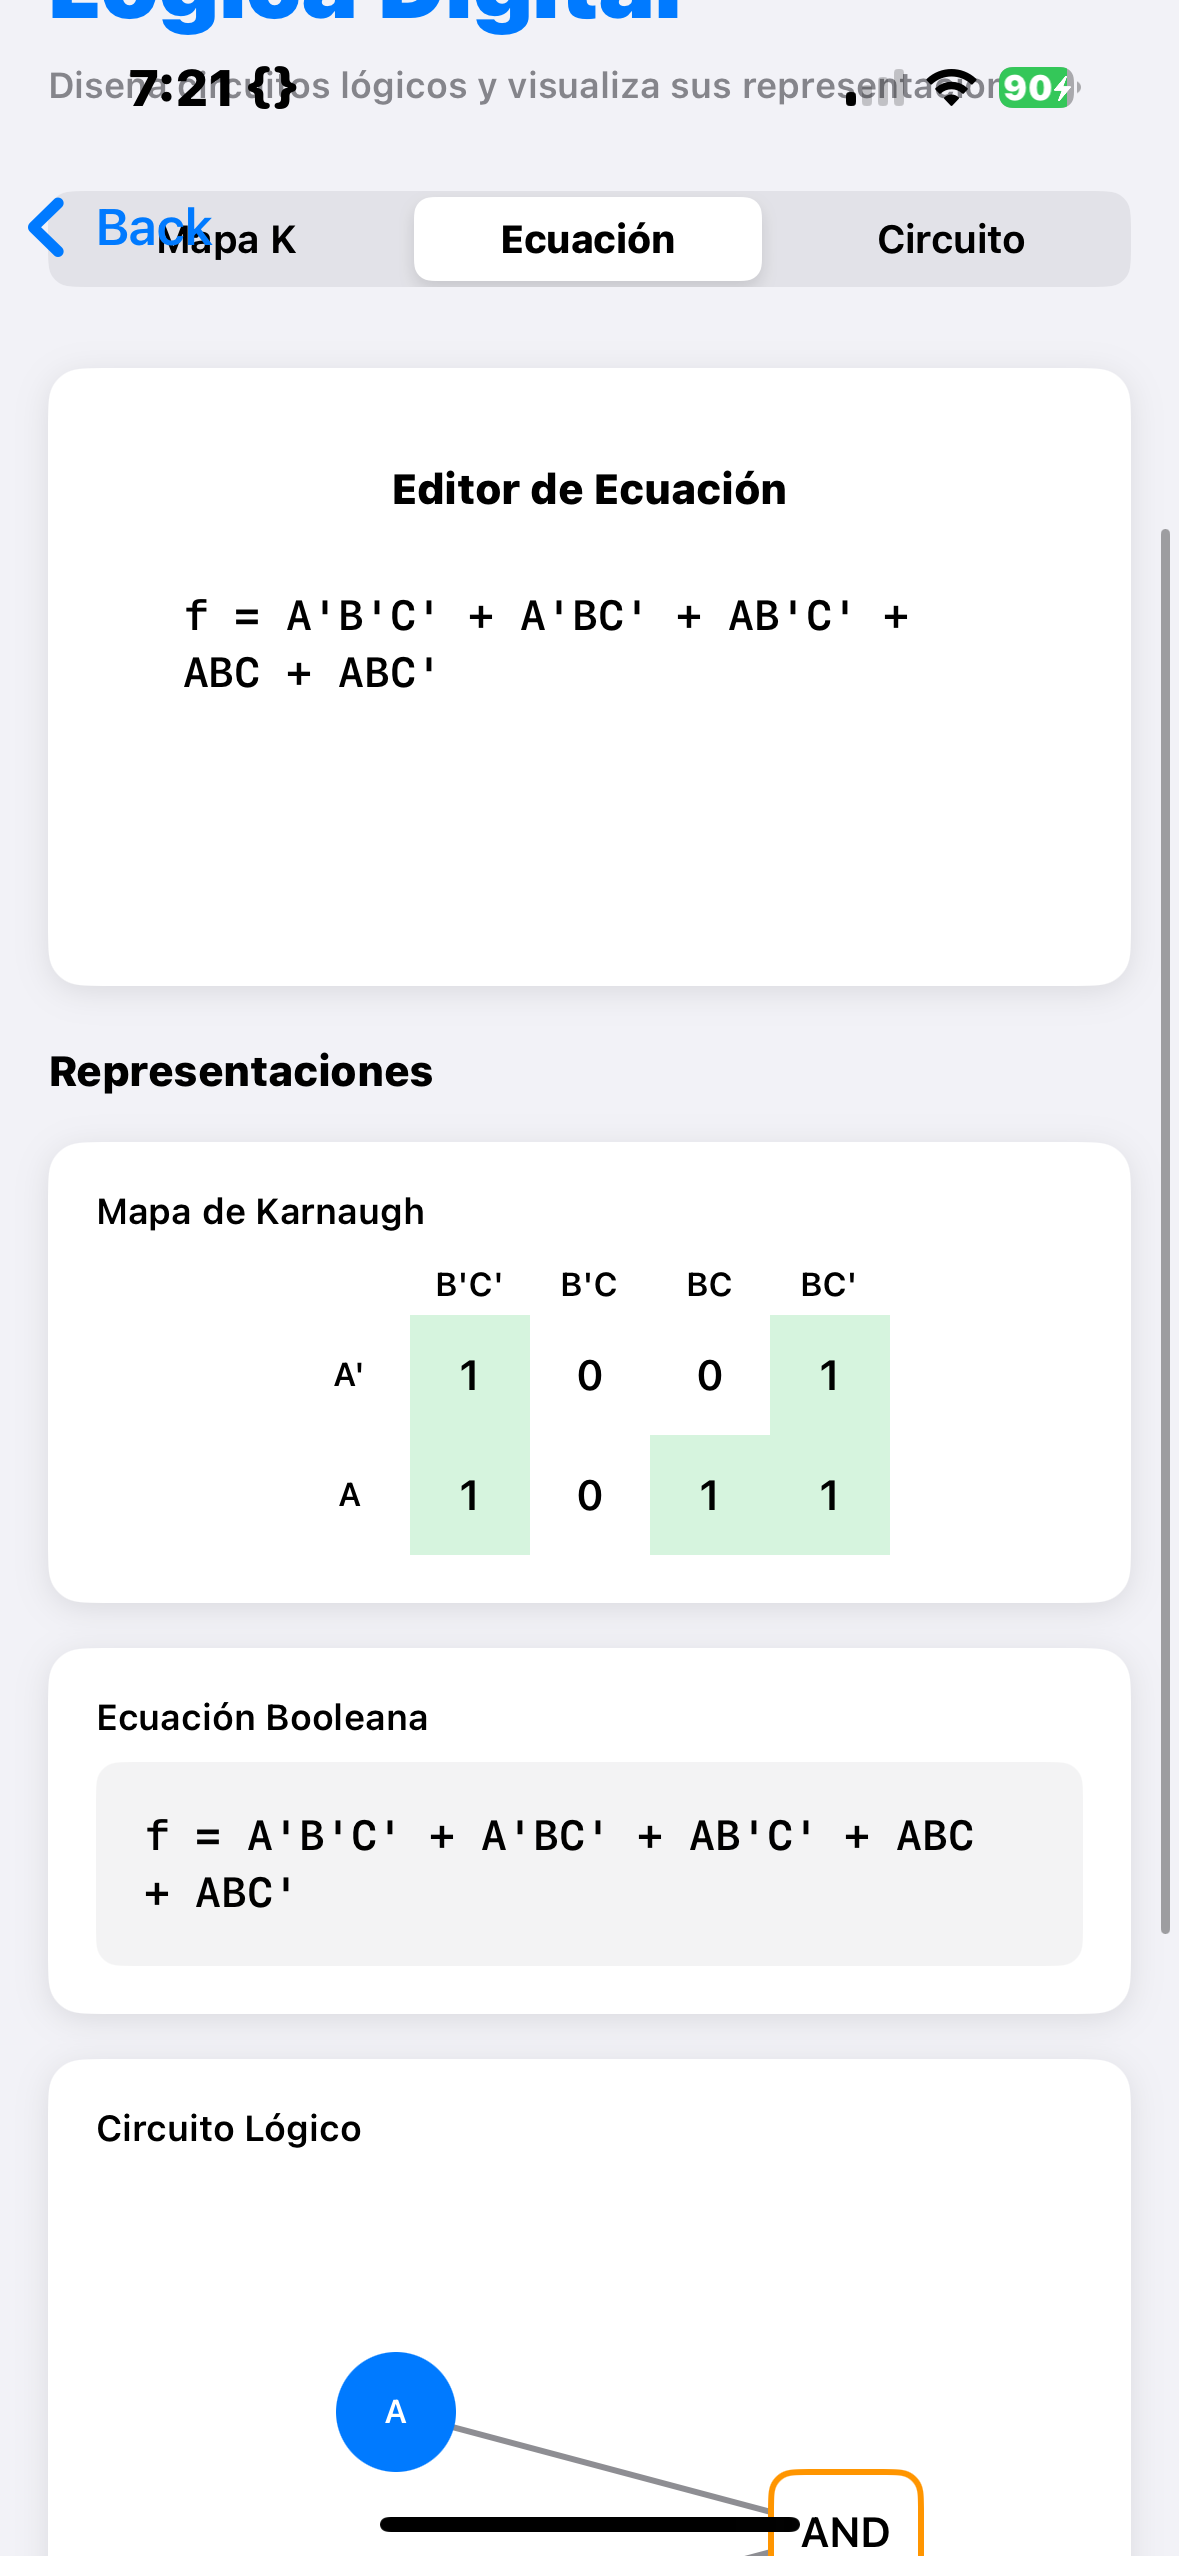 Lógica Digital
Diseña circuitos lógicos y visualiza sus
7:21 {}
90
Back
Mapa K
Ecuación
Circuito
Editor de Ecuación
f = A'B'C' + A'BC' + AB'C' +
ABC + ABC'
Representaciones
Mapa de Karnaugh
B'C' B'C BC BC'
A' 1 0 0 1
A 1 0 1 1
Ecuación Booleana
f = A'B'C' + A'BC' + AB'C' + ABC
+ ABC'
Circuito Lógico
A
AND